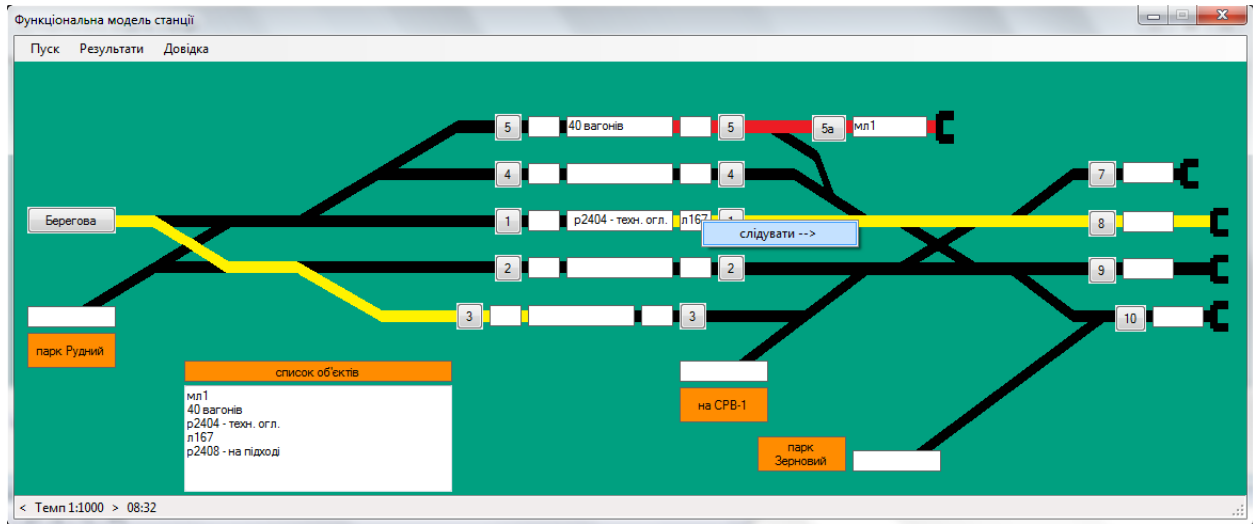 Функціональна модель станції
Пуск Результати Довідка
5 40 вагонів 5 5а мл1
4 4 7
Берегова 1 р2404 - техн. огл. л167 1 8
слідувати -->
2 2 9
3 3 10
парк Рудний
список об'єктів
мл1
40 вагонів
р2404 - техн. огл.
л167
р2408 - на підході
на СРВ-1
парк
Зерновий
< Темп 1:1000 > 08:32